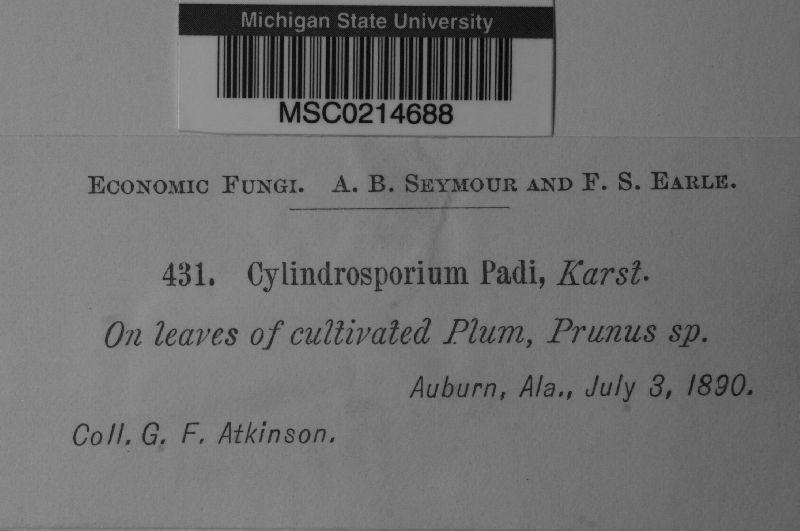 Michigan State University
MSC0214688
Economic Fungi. A. B. Seymour and F. S. Earle.
431. Cylindrosporium Padi, Karst.
On leaves of cultivated Plum, Prunus sp.
Auburn, Ala., July 3, 1890.
Coll. G. F. Atkinson.